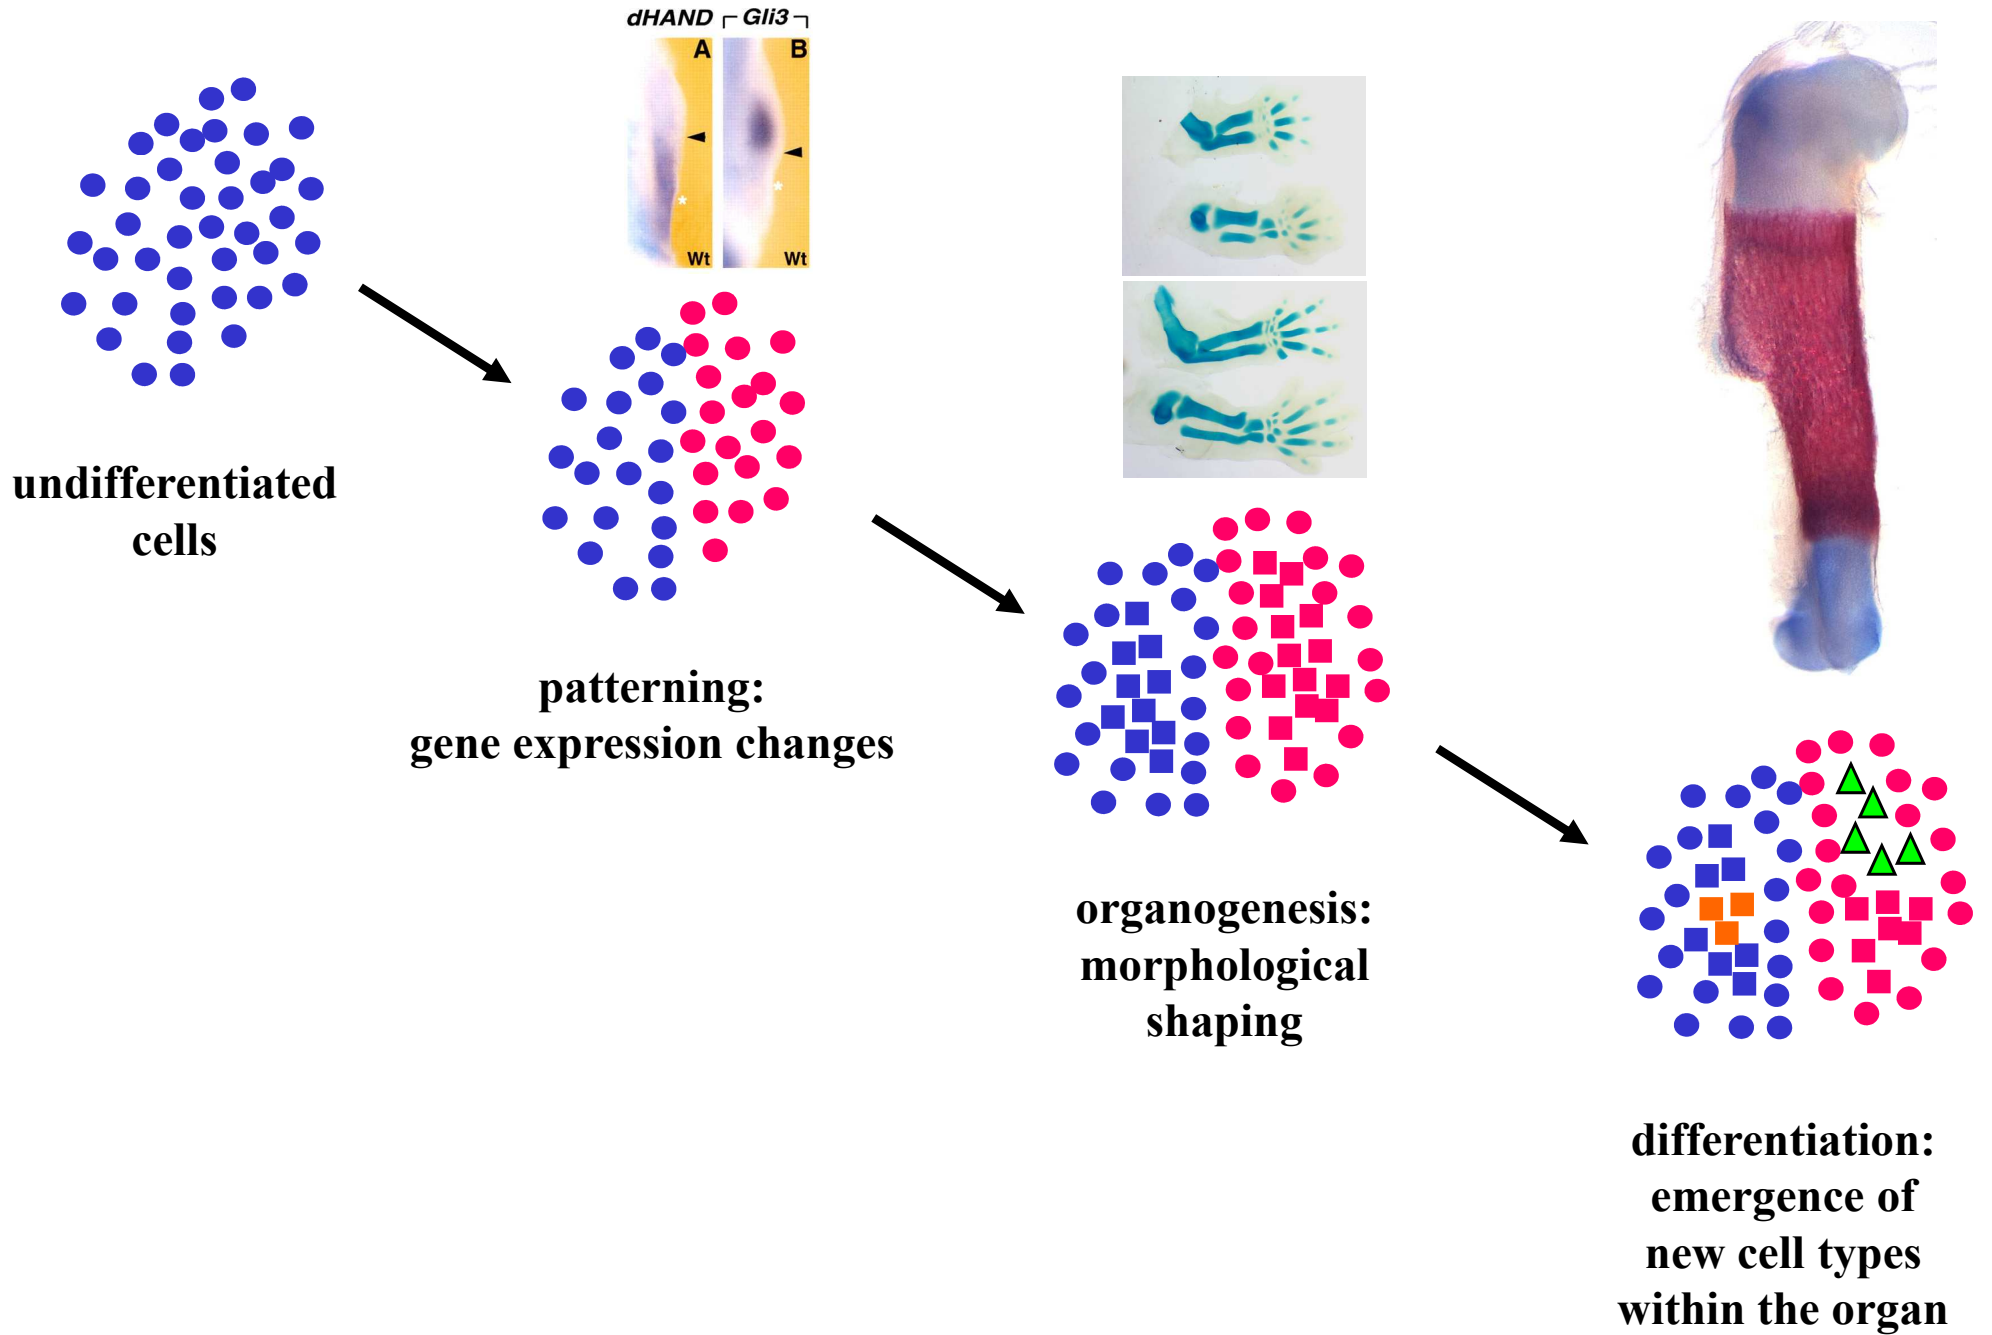 dHAND Gli3
A B
* *
Wt Wt
undifferentiated
cells
patterning:
gene expression changes
organogenesis:
morphological
shaping
differentiation:
emergence of
new cell types
within the organ